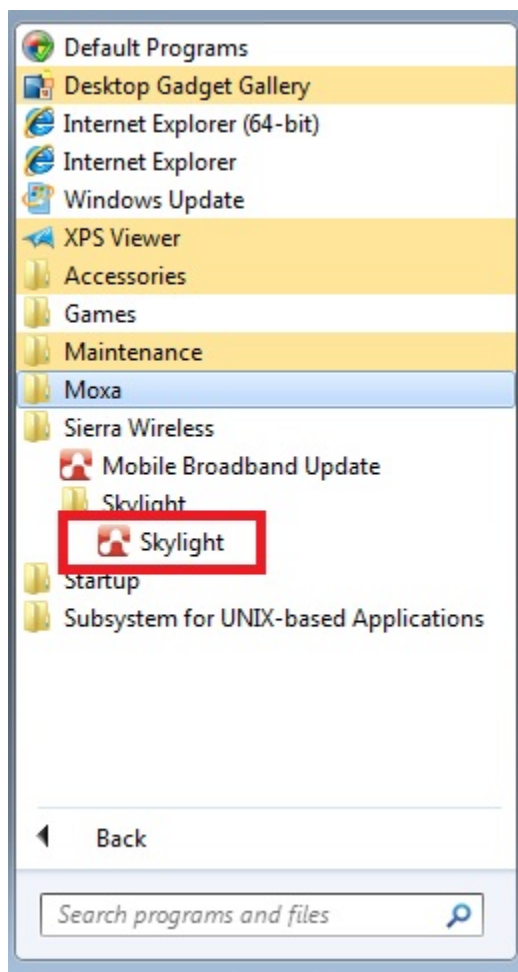 Default Programs
Desktop Gadget Gallery
Internet Explorer (64-bit)
Internet Explorer
Windows Update
XPS Viewer
Accessories
Games
Maintenance
Moxa
Sierra Wireless
Mobile Broadband Update
Skylight
Skylight
Startup
Subsystem for UNIX-based Applications
Back
Search programs and files